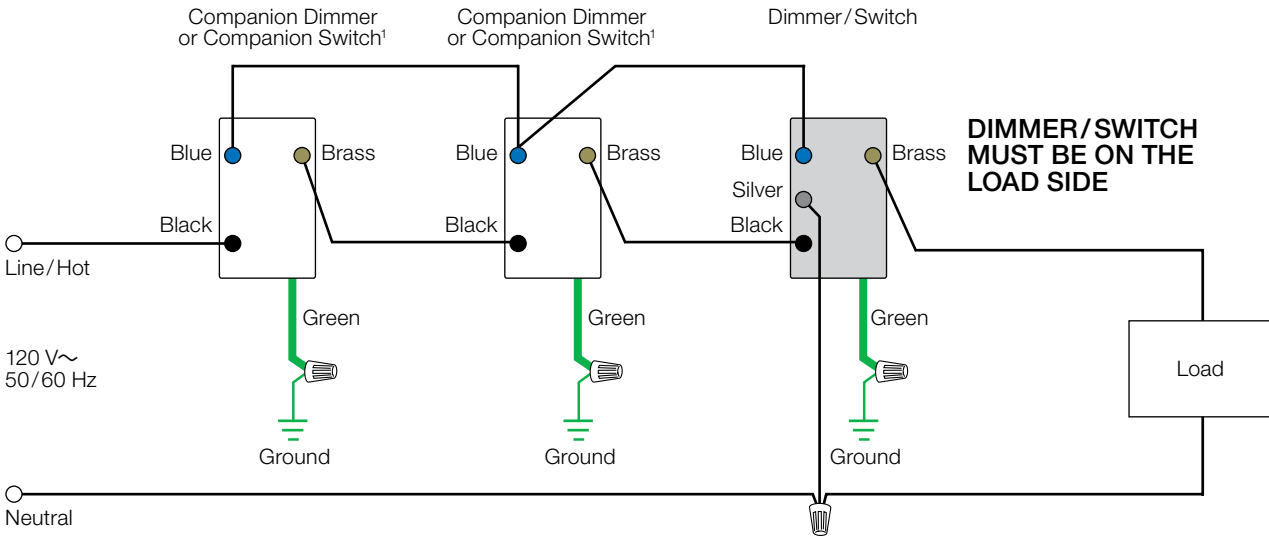 Companion Dimmer
or Companion Switch¹
Companion Dimmer
or Companion Switch¹
Dimmer/Switch
DIMMER/SWITCH
MUST BE ON THE
LOAD SIDE
Blue
Brass
Blue
Brass
Blue
Brass
Silver
Black
Black
Black
Line/Hot
Green
Green
Green
120 V~
50/60 Hz
Load
Ground
Ground
Ground
Neutral